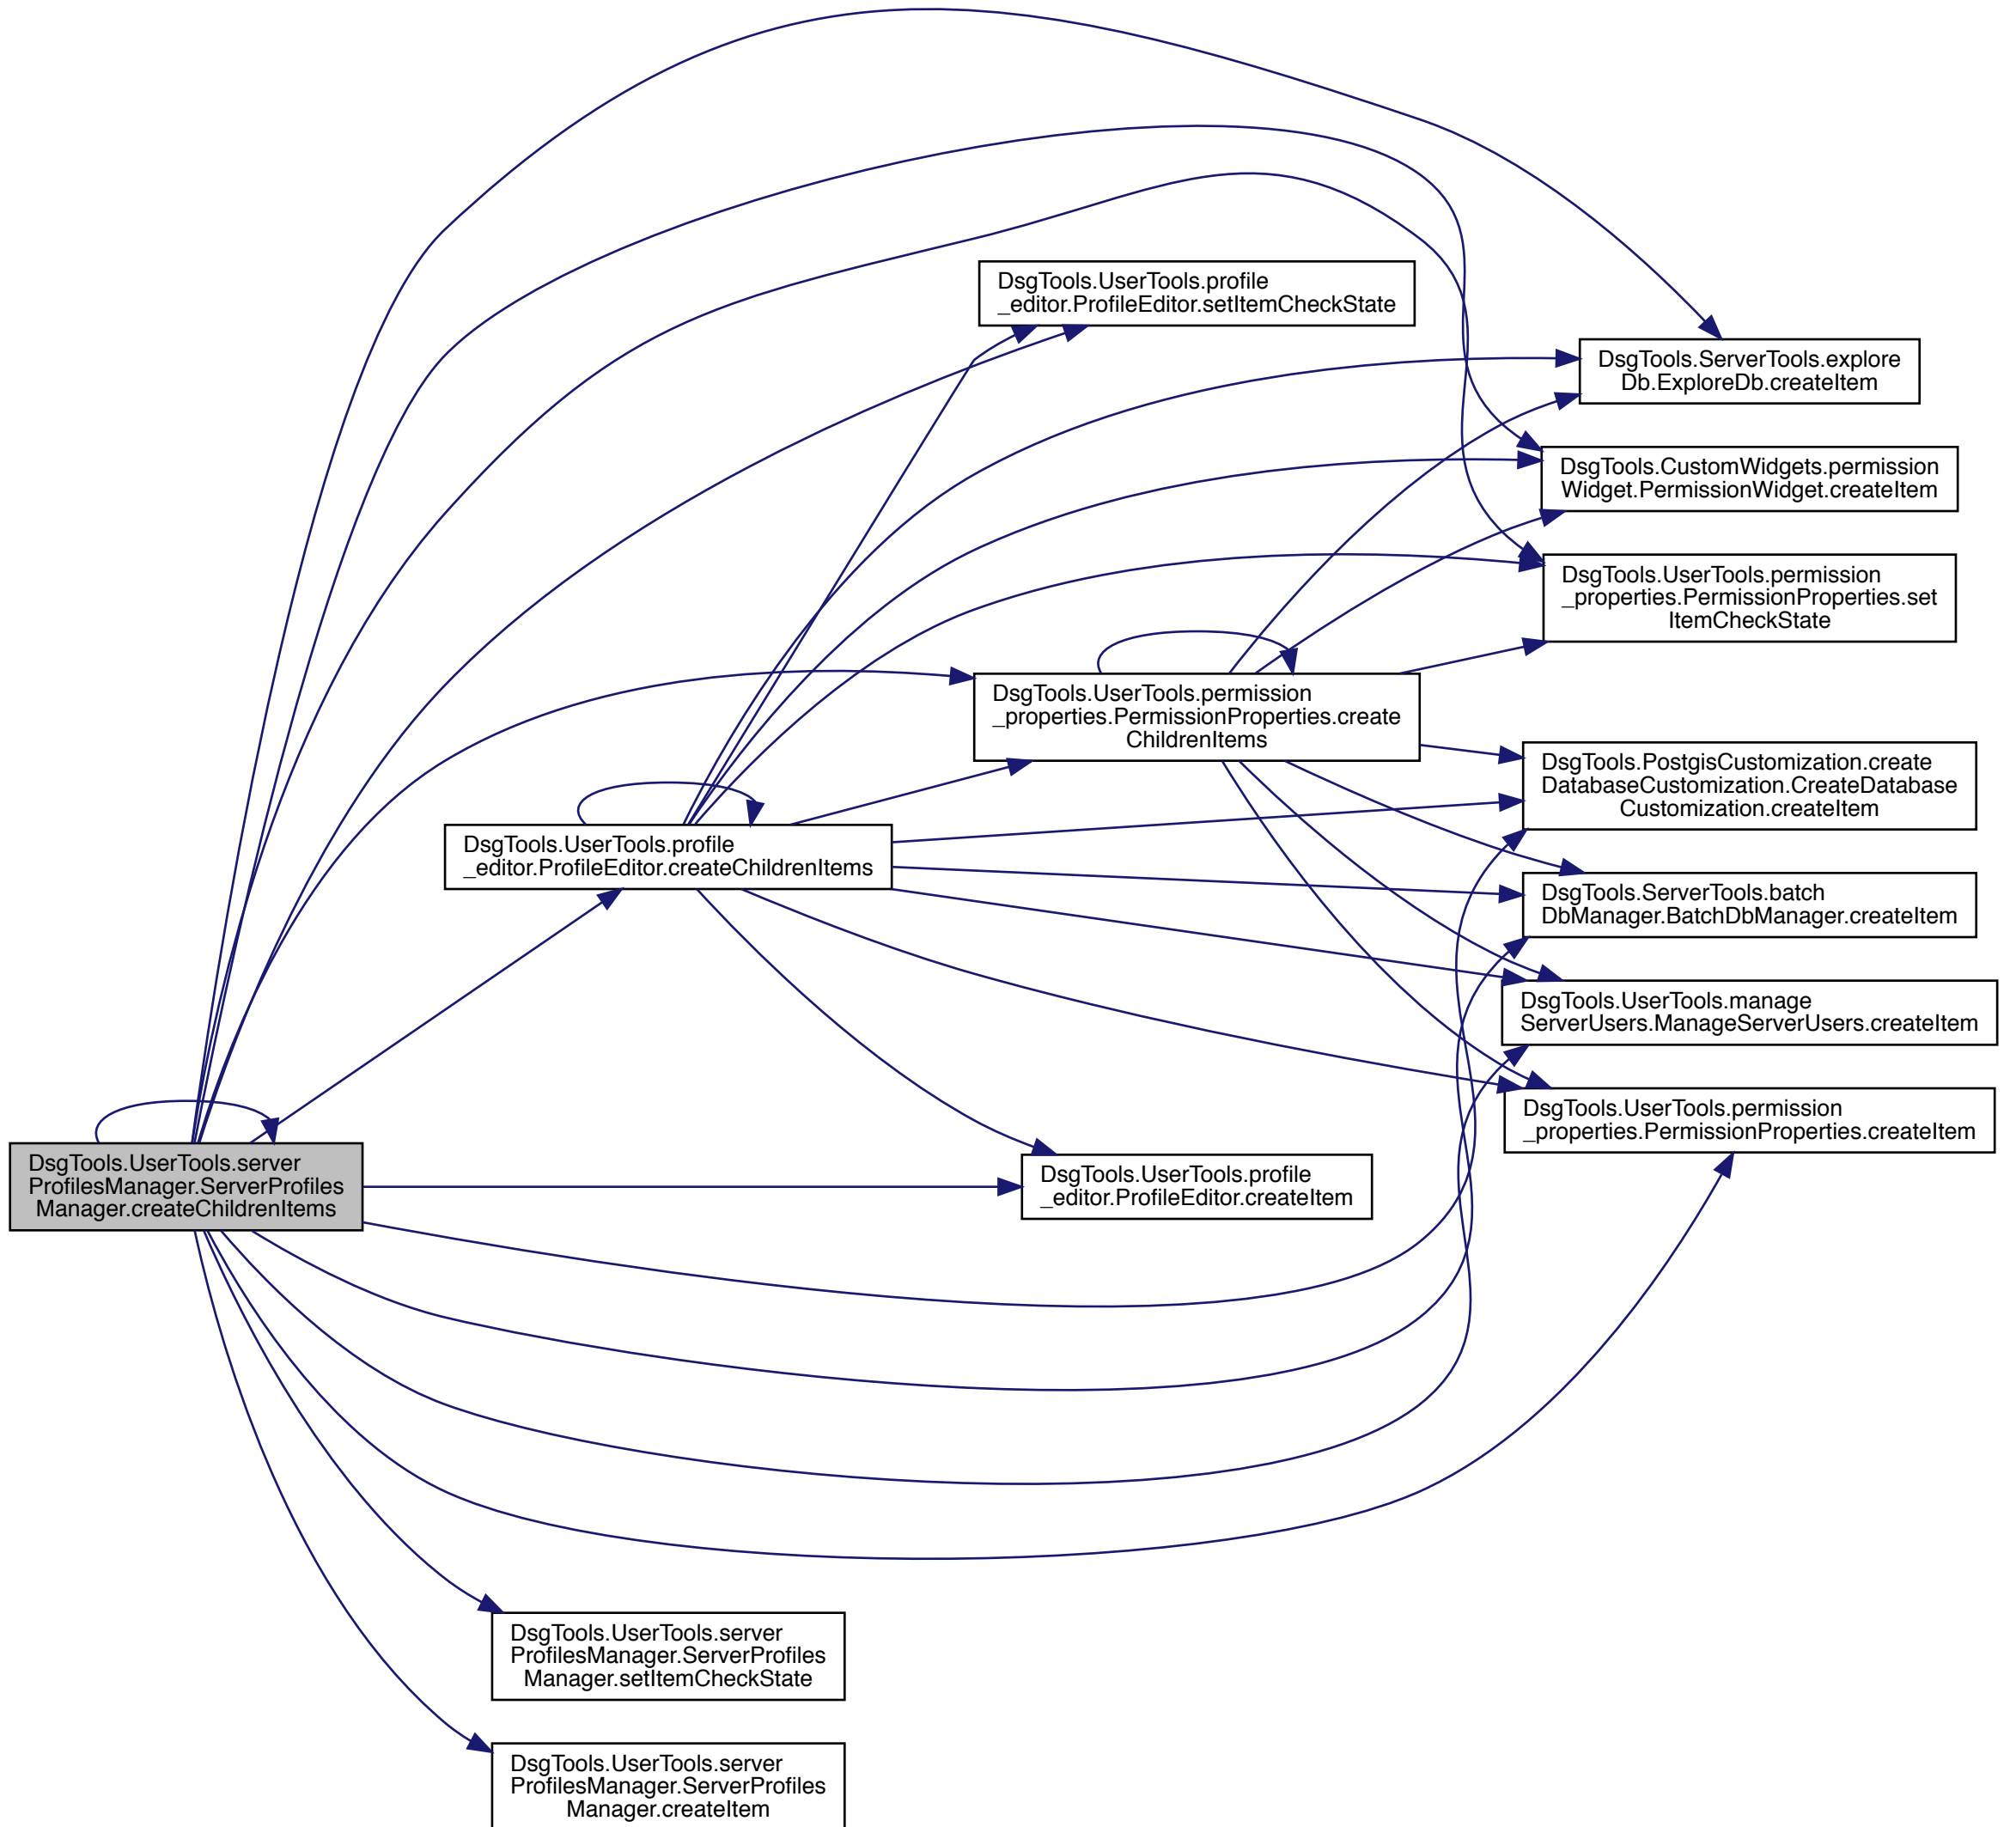 DsgTools.UserTools.profile
_editor.ProfileEditor.setItemCheckState
DsgTools.ServerTools.explore
Db.ExploreDb.createItem
DsgTools.CustomWidgets.permission
Widget.PermissionWidget.createItem
DsgTools.UserTools.permission
_properties.PermissionProperties.set
ItemCheckState
DsgTools.UserTools.permission
_properties.PermissionProperties.create
ChildrenItems
DsgTools.PostgisCustomization.create
DatabaseCustomization.CreateDatabase
Customization.createItem
DsgTools.UserTools.profile
_editor.ProfileEditor.createChildrenItems
DsgTools.ServerTools.batch
DbManager.BatchDbManager.createItem
DsgTools.UserTools.manage
ServerUsers.ManageServerUsers.createItem
DsgTools.UserTools.permission
_properties.PermissionProperties.createItem
DsgTools.UserTools.server
ProfilesManager.ServerProfiles
Manager.createChildrenItems
DsgTools.UserTools.profile
_editor.ProfileEditor.createItem
DsgTools.UserTools.server
ProfilesManager.ServerProfiles
Manager.setItemCheckState
DsgTools.UserTools.server
ProfilesManager.ServerProfiles
Manager.createItem